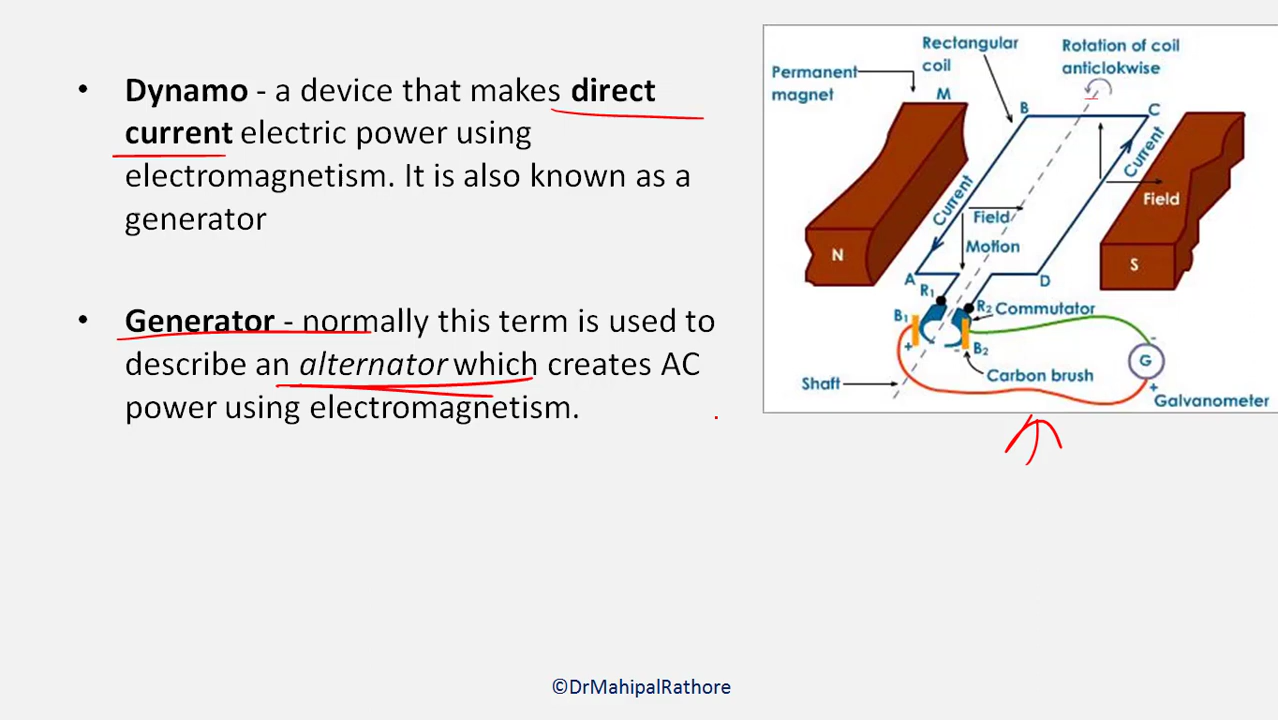 • Dynamo - a device that makes direct
current electric power using
electromagnetism. It is also known as a
generator
• Generator - normally this term is used to
describe an alternator which creates AC
power using electromagnetism.
Rectangular
coil
Rotation of coil
anticlokwise
Permanent
magnet
M
B
C
Current
Current
Field
Field
Motion
N
S
A
D
R1
R2
Commutator
B1
+
-
B2
-
G
+
Carbon brush
Shaft
Galvanometer
©DrMahipalRathore